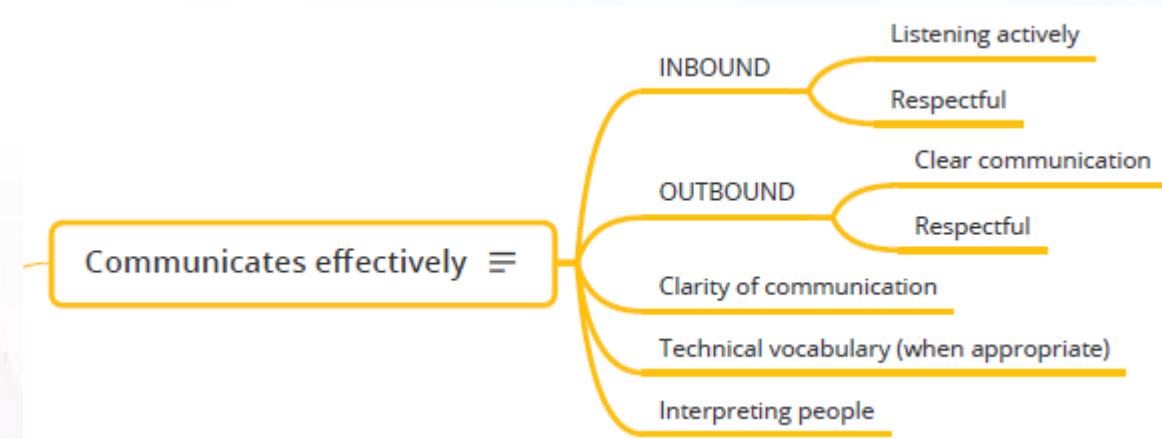 Communicates effectively
INBOUND
Listening actively
Respectful
OUTBOUND
Clear communication
Respectful
Clarity of communication
Technical vocabulary (when appropriate)
Interpreting people